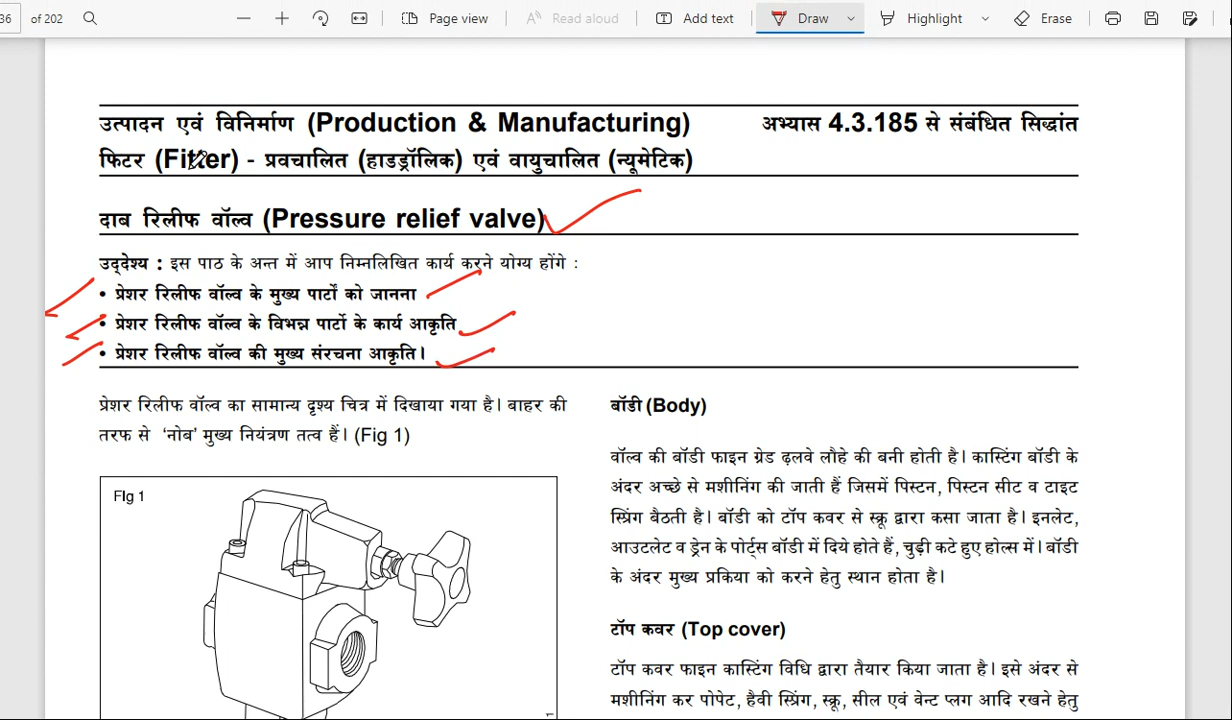 36 of 202 Page view Read aloud Add text Draw Highlight Erase
उत्पादन एवं विनिर्माण (Production & Manufacturing) अभ्यास 4.3.185 से संबंधित सिद्धांत
फिटर (Fitter) - प्रवचालित (हाडड्रॉलिक) एवं वायुचालित (न्यूमेटिक)
दाब रिलीफ वॉल्व (Pressure relief valve)
उद्देश्य : इस पाठ के अन्त में आप निम्नलिखित कार्य करने योग्य होंगे :
• प्रेशर रिलीफ वॉल्व के मुख्य पार्टों को जानना
• प्रेशर रिलीफ वॉल्व के विभन्न पार्टो के कार्य आकृति
• प्रेशर रिलीफ वॉल्व की मुख्य संरचना आकृति।
प्रेशर रिलीफ वॉल्व का सामान्य दृश्य चित्र में दिखाया गया है। बाहर की
तरफ से 'नोब' मुख्य नियंत्रण तत्व हैं। (Fig 1)
FIg 1
बॉडी (Body)
वॉल्व की बॉडी फाइन ग्रेड ढ़लवे लौहे की बनी होती है। कास्टिंग बॉडी के
अंदर अच्छे से मशीनिंग की जाती हैं जिसमें पिस्टन, पिस्टन सीट व टाइट
स्प्रिंग बैठती है। बॉडी को टॉप कवर से स्क्रू द्वारा कसा जाता है। इनलेट,
आउटलेट व ड्रेन के पोर्ट्स बॉडी में दिये होते हैं, चुड़ी कटे हुए होल्स में। बॉडी
के अंदर मुख्य प्रकिया को करने हेतु स्थान होता है।
टॉप कवर (Top cover)
टॉप कवर फाइन कास्टिंग विधि द्वारा तैयार किया जाता है। इसे अंदर से
मशीनिंग कर पोपेट, हैवी स्प्रिंग, स्क्रू, सील एवं वेन्ट प्लग आदि रखने हेतु